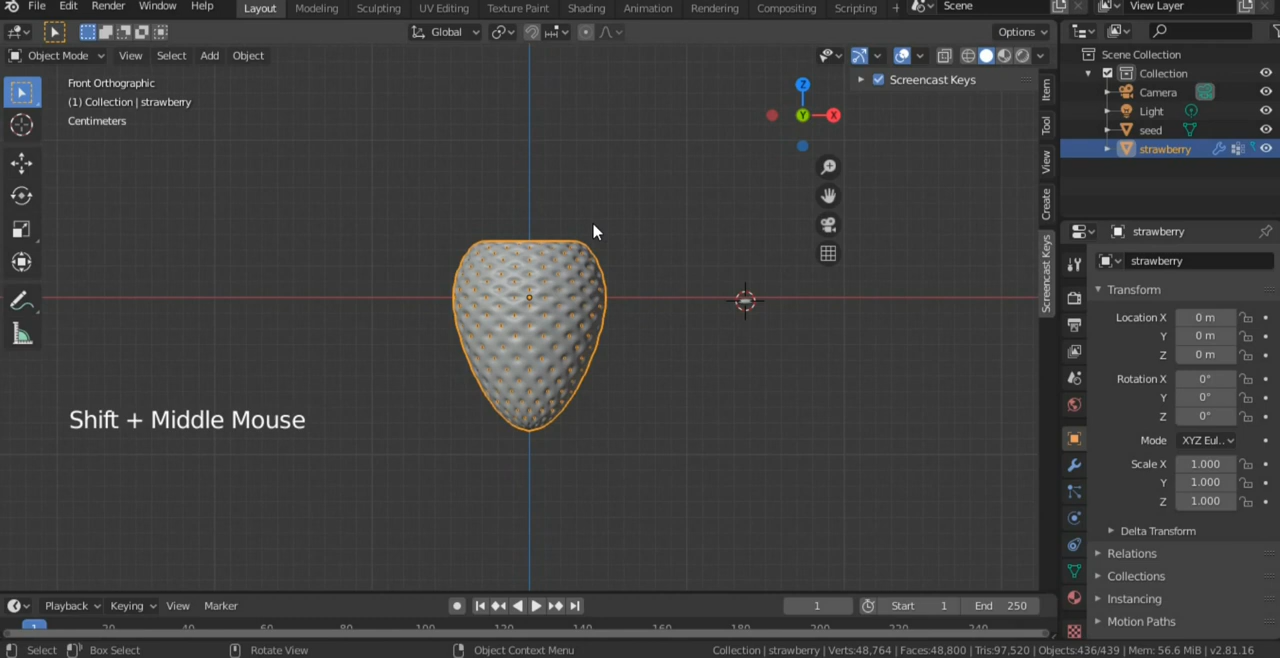 File Edit Render Window Help Layout Modeling Sculpting UV Editing Texture Paint Shading Animation Rendering Compositing Scripting + Scene View Layer
Global Options
Object Mode View Select Add Object
Front Orthographic
(1) Collection | strawberry
Centimeters
Screencast Keys
Z
Y
X
Item
Tool
View
Create
Screencast Keys
Shift + Middle Mouse
Scene Collection
Collection
Camera
Light
seed
strawberry
strawberry
strawberry
Transform
Location X 0 m
Y 0 m
Z 0 m
Rotation X 0°
Y 0°
Z 0°
Mode XYZ Eul..
Scale X 1.000
Y 1.000
Z 1.000
Delta Transform
Relations
Collections
Instancing
Motion Paths
Playback Keying View Marker 1 Start 1 End 250
1 20 40 60 80 100 120 140 160 180 200 220 240
Select Box Select Rotate View Object Context Menu Collection | strawberry | Verts:48,764 | Faces:48,800 | Tris:97,520 | Objects:436/439 | Mem: 56.6 MiB | v2.81.16